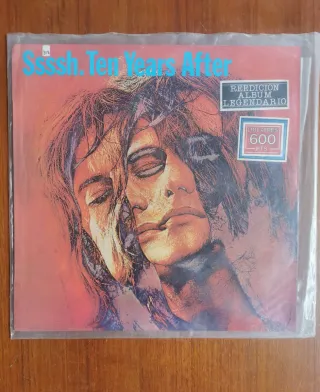 Ssssh. Ten Years After
REEDICION
ALBUM
LEGENDARIO
600